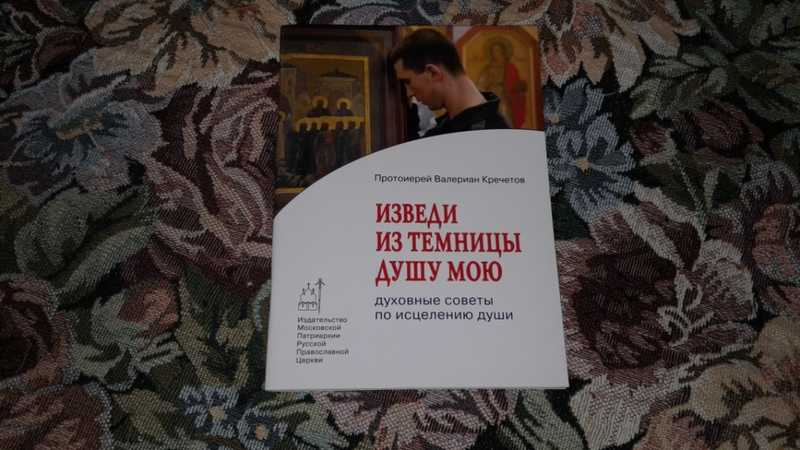 Протоиерей Валериан Кречетов
ИЗВЕДИ
ИЗ ТЕМНИЦЫ
ДУШУ МОЮ
духовные советы
по исцелению души
Издательство
Московской
Патриархии
Русской
Православной
Церкви